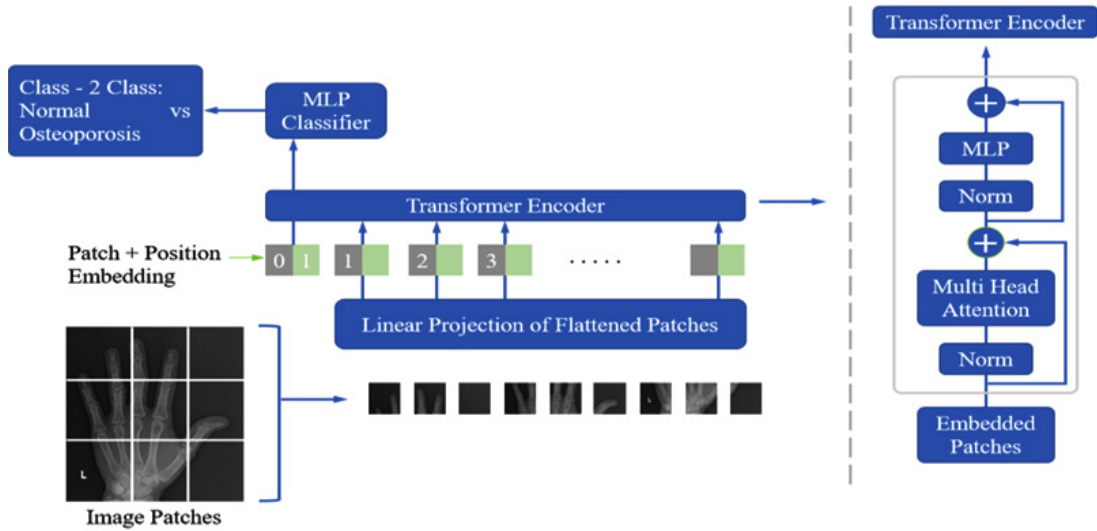 Class - 2 Class:
Normal vs
Osteoporosis
MLP
Classifier
Transformer Encoder
Patch + Position
Embedding
0 1 1 2 3 .....
Linear Projection of Flattened Patches
L
L
Image Patches
Transformer Encoder
+
MLP
Norm
+
Multi Head
Attention
Norm
Embedded
Patches